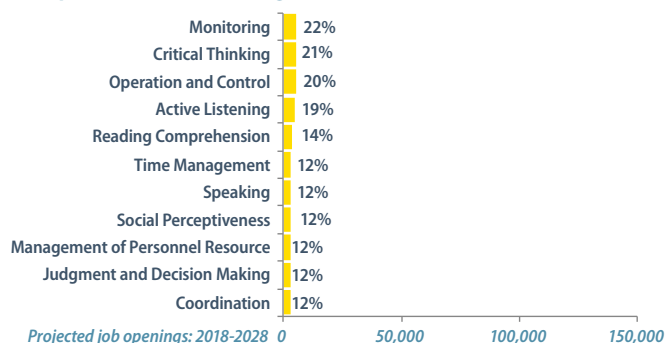 Monitoring 22%
Critical Thinking 21%
Operation and Control 20%
Active Listening 19%
Reading Comprehension 14%
Time Management 12%
Speaking 12%
Social Perceptiveness 12%
Management of Personnel Resource 12%
Judgment and Decision Making 12%
Coordination 12%
Projected job openings: 2018-2028 0 50,000 100,000 150,000